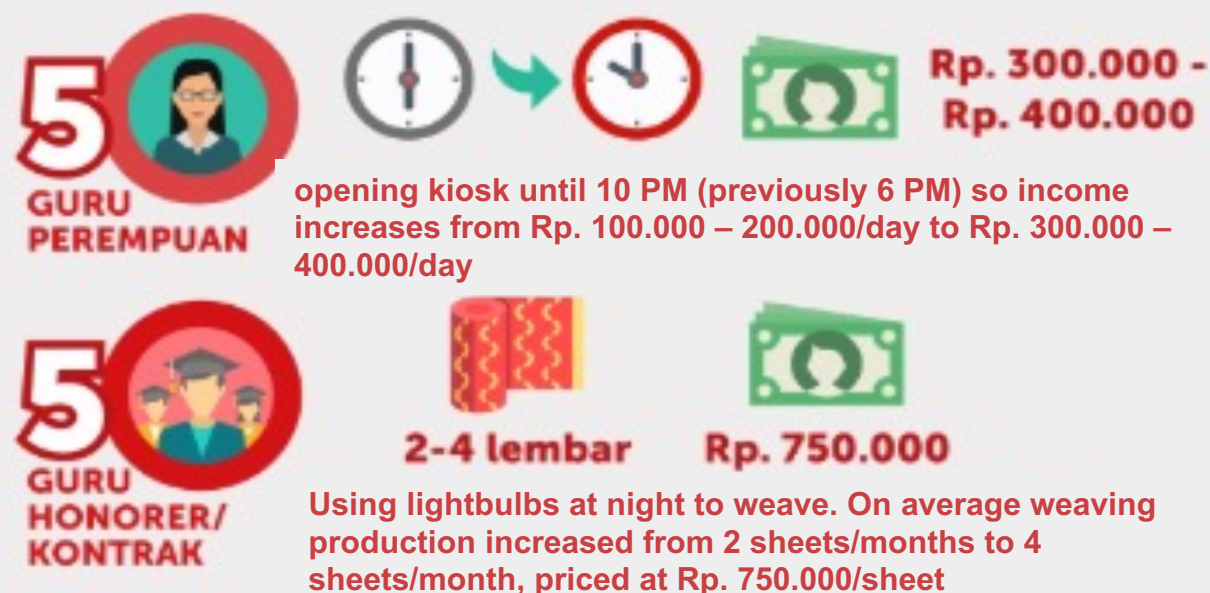 5
GURU
PEREMPUAN
Rp. 300.000 -
Rp. 400.000
opening kiosk until 10 PM (previously 6 PM) so income
increases from Rp. 100.000 – 200.000/day to Rp. 300.000 –
400.000/day
5
GURU
HONORER/
KONTRAK
2-4 lembar
Rp. 750.000
Using lightbulbs at night to weave. On average weaving
production increased from 2 sheets/months to 4
sheets/month, priced at Rp. 750.000/sheet